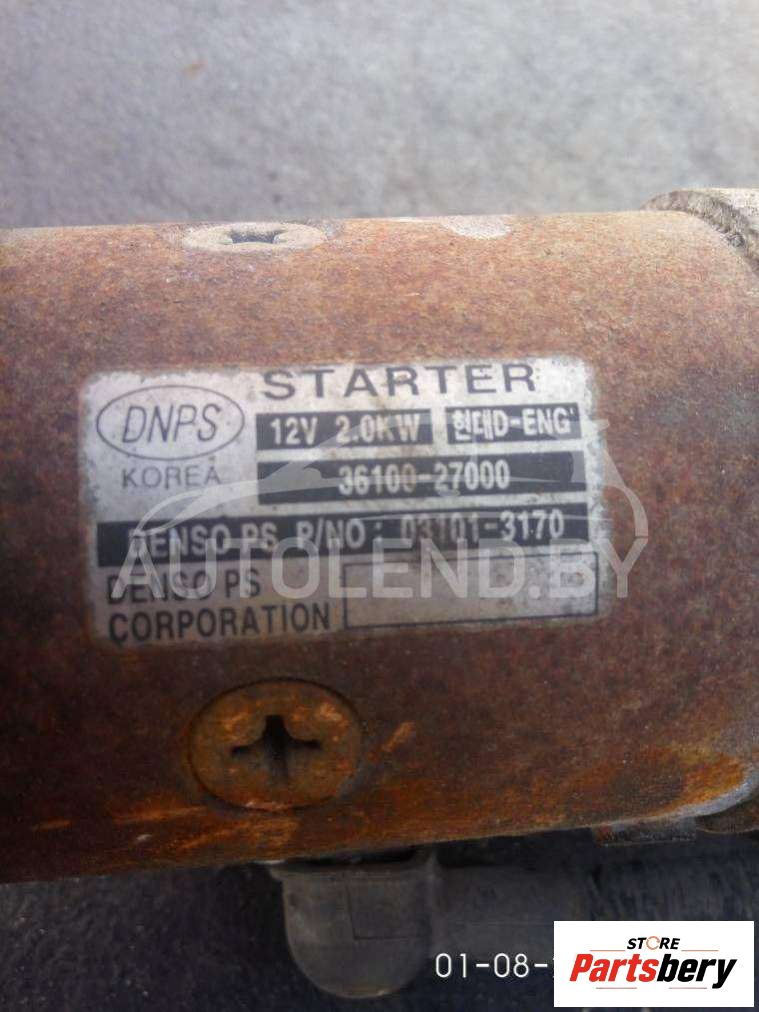 STARTER
DNPS
12V 2.0KW 현대D-ENG'
KOREA
36100-27000
DENSO PS P/NO : 03101-3170
AUTOLEND.BY
DENSO PS
CORPORATION
STORE
01-08-
Partsbery